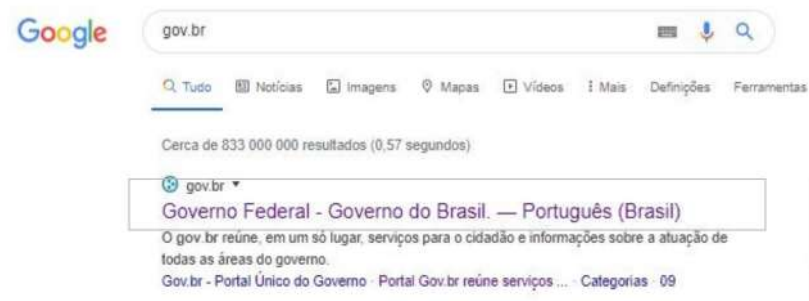 Google
gov.br
Tudo Notícias Imagens Mapas Vídeos Mais Definições Ferramentas
Cerca de 833 000 000 resultados (0,57 segundos)
gov.br
Governo Federal - Governo do Brasil. — Português (Brasil)
O gov.br reúne, em um só lugar, serviços para o cidadão e informações sobre a atuação de
todas as áreas do governo.
Gov.br - Portal Único do Governo · Portal Gov.br reúne serviços ... · Categorias · 09